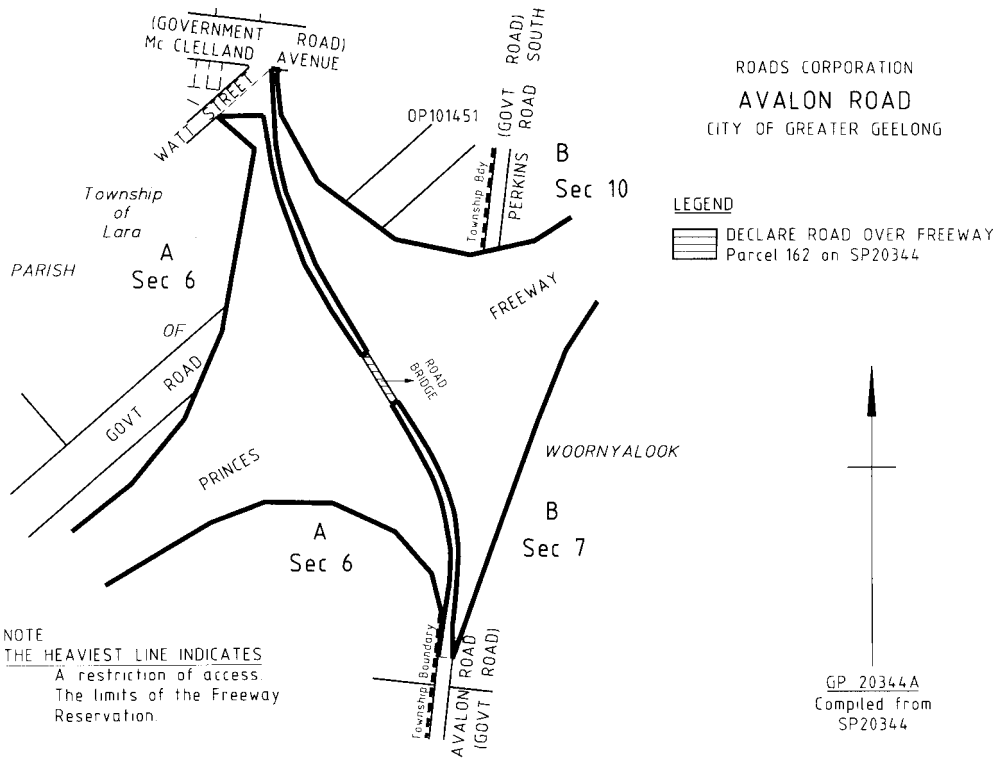 (GOVERNMENT ROAD)
Mc CLELLAND AVENUE
WATT STREET
OP101451
(GOVT ROAD)
PERKINS ROAD SOUTH
Township Bdy
B
Sec 10
ROADS CORPORATION
AVALON ROAD
CITY OF GREATER GEELONG
LEGEND
DECLARE ROAD OVER FREEWAY
Parcel 162 on SP20344
Township
of
Lara
A
Sec 6
PARISH
OF
GOVT ROAD
FREEWAY
ROAD
BRIDGE
PRINCES
WOORNYALOOK
A
Sec 6
B
Sec 7
NOTE
THE HEAVIEST LINE INDICATES
A restriction of access.
The limits of the Freeway
Reservation.
Township Boundary
AVALON ROAD
(GOVT ROAD)
GP 20344A
Compiled from
SP20344